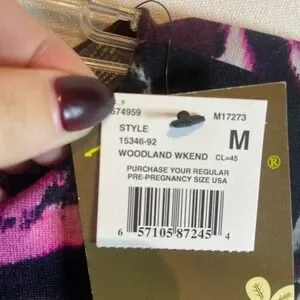 574959 M17273
STYLE
15346-92 M
WOODLAND WKEND CL=45
PURCHASE YOUR REGULAR
PRE-PREGNANCY SIZE USA
6 57105 87245 4
®